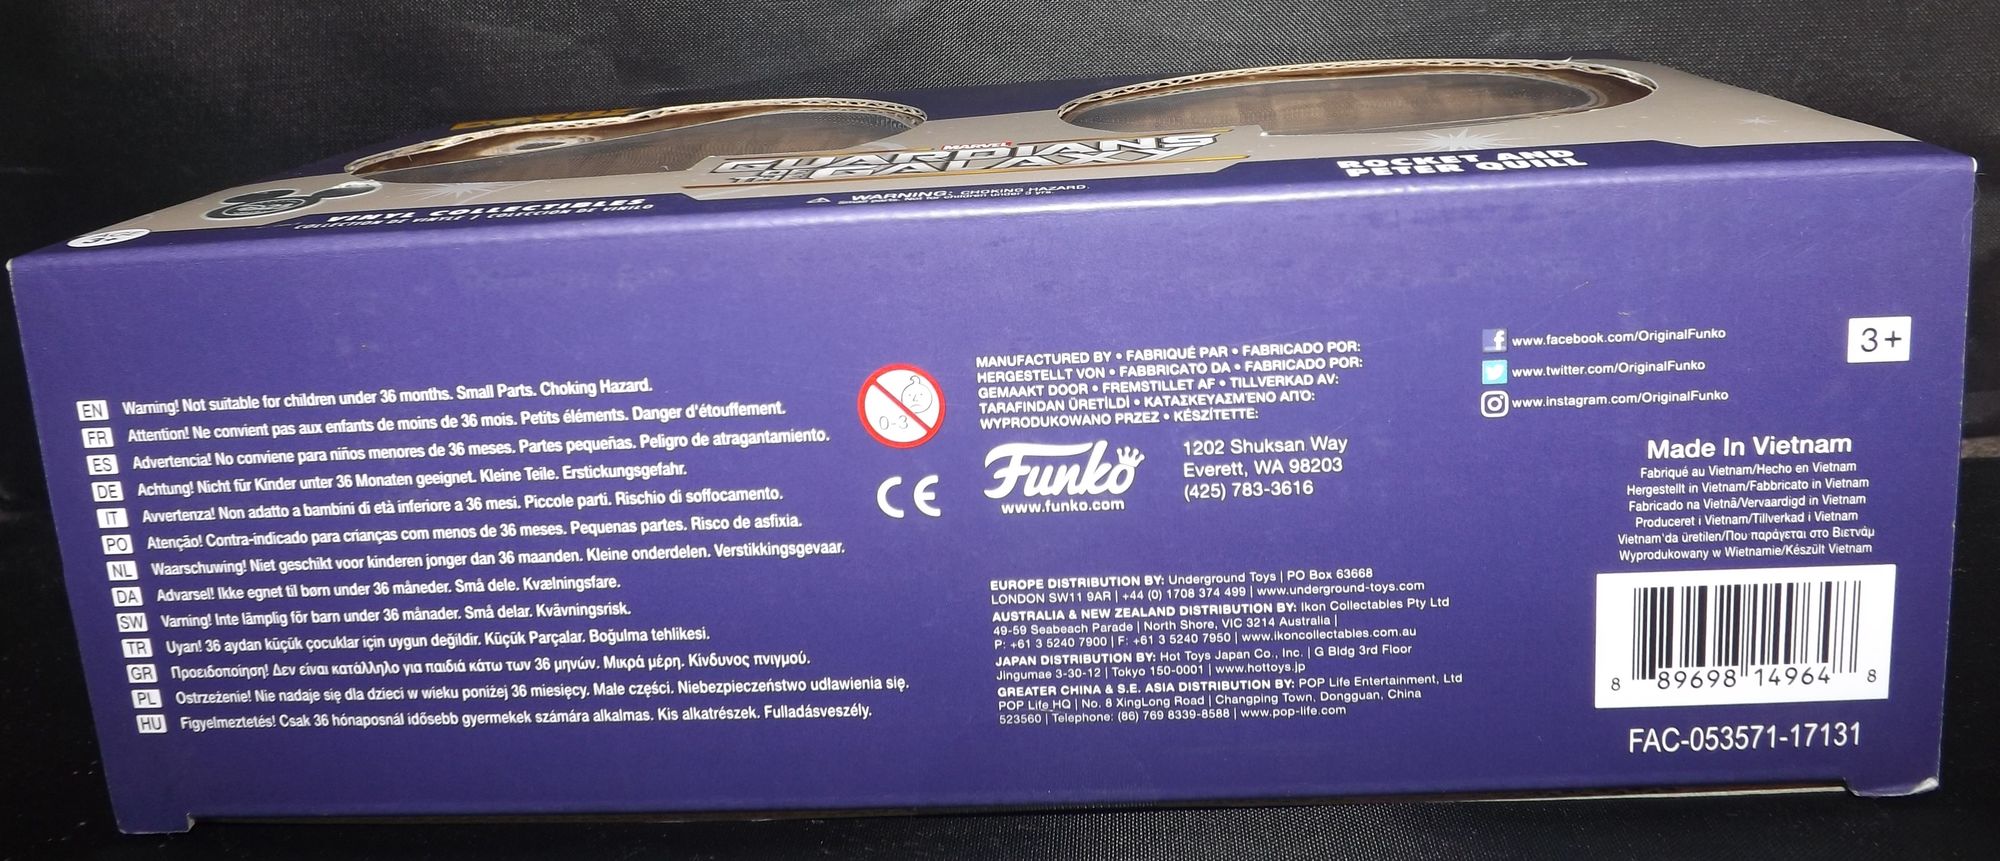 MARVEL
GUARDIANS
OF THE GALAXY
ROCKET AND
PETER QUILL
VINYL COLLECTIBLES
COLLECTION DE VINYLE / COLECCIÓN DE VINILO
WARNING: CHOKING HAZARD.
Small parts. Not for children under 3 yrs.
3+
EN Warning! Not suitable for children under 36 months. Small Parts. Choking Hazard.
FR Attention! Ne convient pas aux enfants de moins de 36 mois. Petits éléments. Danger d'étouffement.
ES Advertencia! No conviene para niños menores de 36 meses. Partes pequeñas. Peligro de atragantamiento.
DE Achtung! Nicht für Kinder unter 36 Monaten geeignet. Kleine Teile. Erstickungsgefahr.
IT Avvertenza! Non adatto a bambini di età inferiore a 36 mesi. Piccole parti. Rischio di soffocamento.
PO Atenção! Contra-indicado para crianças com menos de 36 meses. Pequenas partes. Risco de asfixia.
NL Waarschuwing! Niet geschikt voor kinderen jonger dan 36 maanden. Kleine onderdelen. Verstikkingsgevaar.
DA Advarsel! Ikke egnet til børn under 36 måneder. Små dele. Kvælningsfare.
SW Varning! Inte lämplig för barn under 36 månader. Små delar. Kvävningsrisk.
TR Uyarı! 36 aydan küçük çocuklar için uygun değildir. Küçük Parçalar. Boğulma tehlikesi.
GR Προειδοποίηση! Δεν είναι κατάλληλο για παιδιά κάτω των 36 μηνών. Μικρά μέρη. Κίνδυνος πνιγμού.
PL Ostrzeżenie! Nie nadaje się dla dzieci w wieku poniżej 36 miesięcy. Małe części. Niebezpieczeństwo udławienia się.
HU Figyelmeztetés! Csak 36 hónaposnál idősebb gyermekek számára alkalmas. Kis alkatrészek. Fulladásveszély.
0-3
CE
MANUFACTURED BY • FABRIQUÉ PAR • FABRICADO POR:
HERGESTELLT VON • FABBRICATO DA • FABRICADO POR:
GEMAAKT DOOR • FREMSTILLET AF • TILLVERKAD AV:
TARAFINDAN ÜRETİLDİ • ΚΑΤΑΣΚΕΥΑΣΜΈΝΟ ΑΠΌ:
WYPRODUKOWANO PRZEZ • KÉSZÍTETTE:
Funko
www.funko.com
1202 Shuksan Way
Everett, WA 98203
(425) 783-3616
EUROPE DISTRIBUTION BY: Underground Toys | PO Box 63668
LONDON SW11 9AR | +44 (0) 1708 374 499 | www.underground-toys.com
AUSTRALIA & NEW ZEALAND DISTRIBUTION BY: Ikon Collectables Pty Ltd
49-59 Seabeach Parade | North Shore, VIC 3214 Australia |
P: +61 3 5240 7900 | F: +61 3 5240 7950 | www.ikoncollectables.com.au
JAPAN DISTRIBUTION BY: Hot Toys Japan Co., Inc. | G Bldg 3rd Floor
Jingumae 3-30-12 | Tokyo 150-0001 | www.hottoys.jp
GREATER CHINA & S.E. ASIA DISTRIBUTION BY: POP Life Entertainment, Ltd
POP Life HQ | No. 8 XingLong Road | Changping Town, Dongguan, China
523560 | Telephone: (86) 769 8339-8588 | www.pop-life.com
www.facebook.com/OriginalFunko
www.twitter.com/OriginalFunko
www.instagram.com/OriginalFunko
3+
Made In Vietnam
Fabriqué au Vietnam/Hecho en Vietnam
Hergestellt in Vietnam/Fabbricato in Vietnam
Fabricado na Vietnã/Vervaardigd in Vietnam
Produceret i Vietnam/Tillverkad i Vietnam
Vietnam'da üretilen/Που παράγεται στο Βιετνάμ
Wyprodukowany w Wietnamie/Készült Vietnam
8 89698 14964 8
FAC-053571-17131